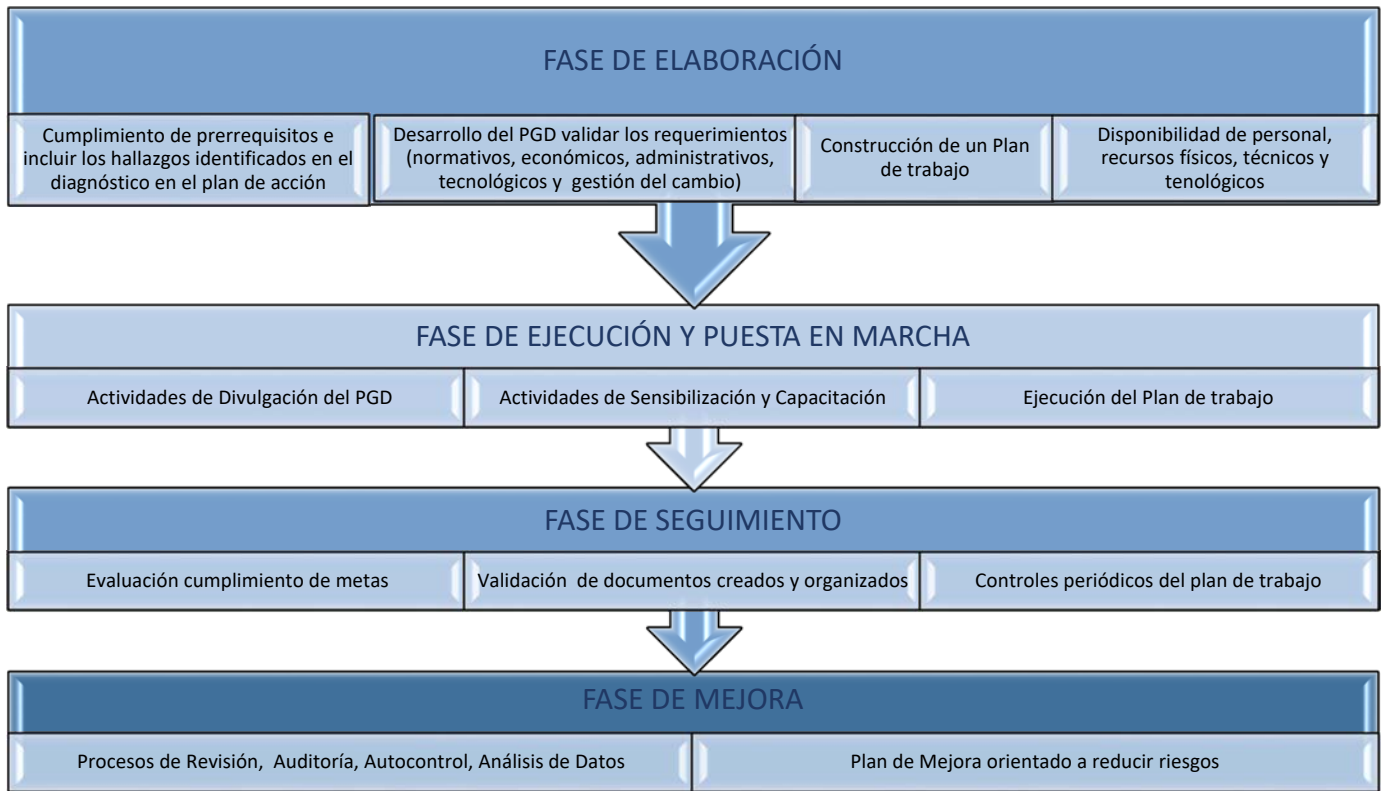 FASE DE ELABORACIÓN
Cumplimiento de prerrequisitos e
incluir los hallazgos identificados en el
diagnóstico en el plan de acción
Desarrollo del PGD validar los requerimientos
(normativos, económicos, administrativos,
tecnológicos y gestión del cambio)
Construcción de un Plan
de trabajo
Disponibilidad de personal,
recursos físicos, técnicos y
tenológicos
FASE DE EJECUCIÓN Y PUESTA EN MARCHA
Actividades de Divulgación del PGD
Actividades de Sensibilización y Capacitación
Ejecución del Plan de trabajo
FASE DE SEGUIMIENTO
Evaluación cumplimiento de metas
Validación de documentos creados y organizados
Controles periódicos del plan de trabajo
FASE DE MEJORA
Procesos de Revisión, Auditoría, Autocontrol, Análisis de Datos
Plan de Mejora orientado a reducir riesgos